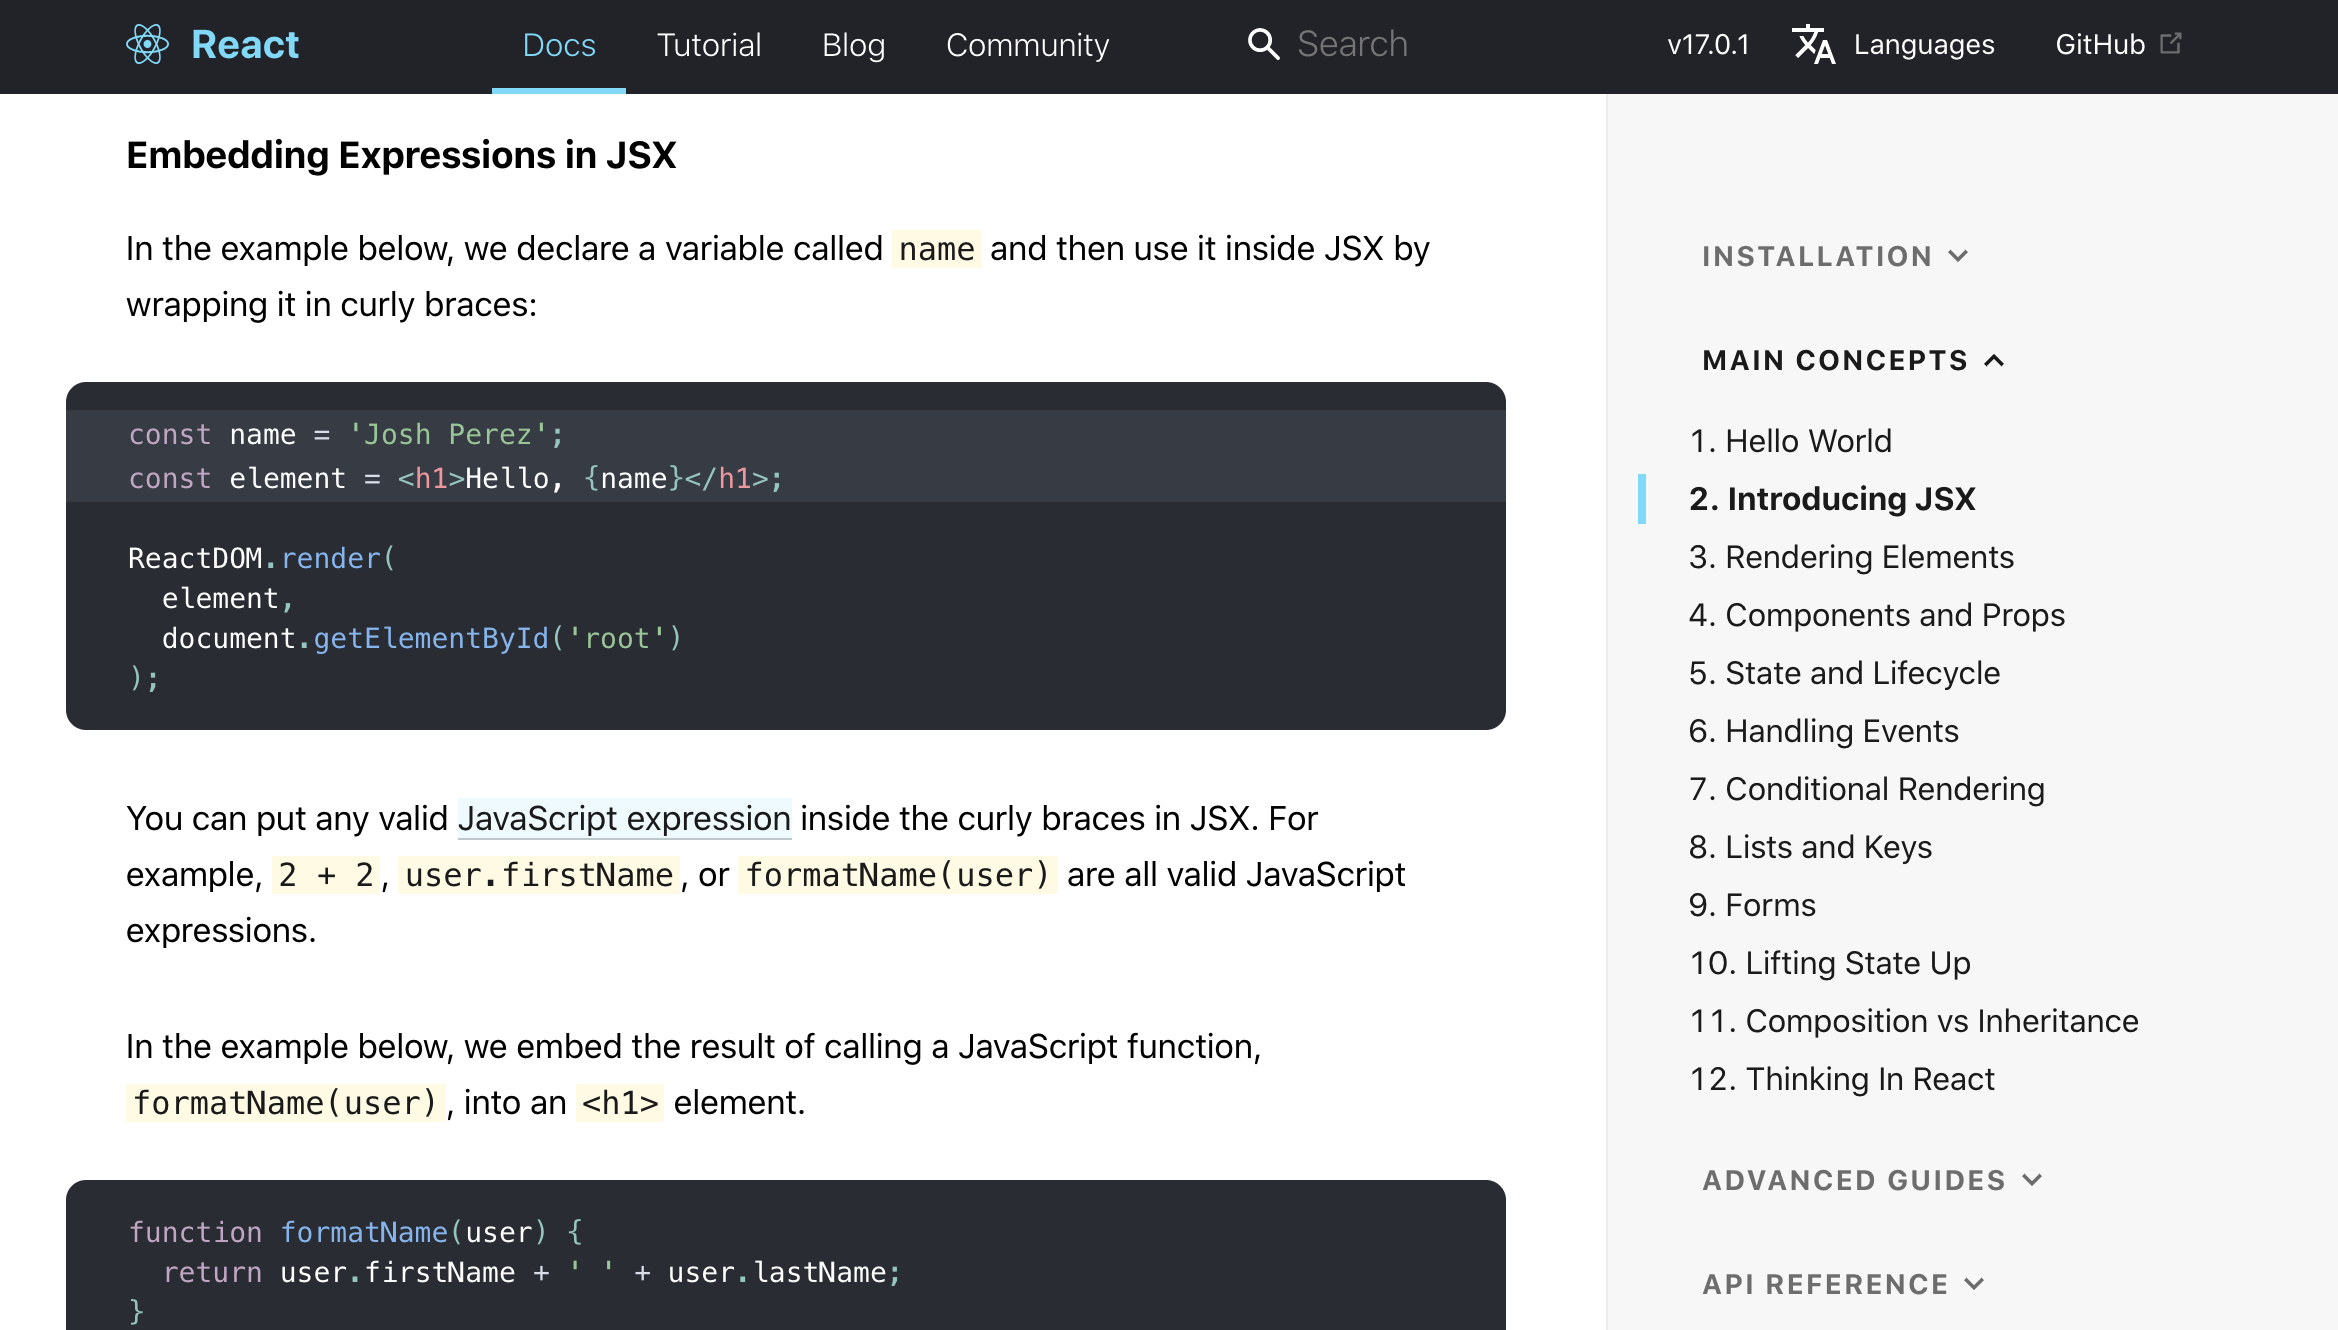 React Docs Tutorial Blog Community Search v17.0.1 Languages GitHub
Embedding Expressions in JSX
In the example below, we declare a variable called name and then use it inside JSX by
wrapping it in curly braces:
const name = 'Josh Perez';
const element = <h1>Hello, {name}</h1>;
ReactDOM.render(
  element,
  document.getElementById('root')
);
You can put any valid JavaScript expression inside the curly braces in JSX. For
example, 2 + 2, user.firstName, or formatName(user) are all valid JavaScript
expressions.
In the example below, we embed the result of calling a JavaScript function,
formatName(user), into an <h1> element.
function formatName(user) {
  return user.firstName + ' ' + user.lastName;
}
INSTALLATION
MAIN CONCEPTS
1. Hello World
2. Introducing JSX
3. Rendering Elements
4. Components and Props
5. State and Lifecycle
6. Handling Events
7. Conditional Rendering
8. Lists and Keys
9. Forms
10. Lifting State Up
11. Composition vs Inheritance
12. Thinking In React
ADVANCED GUIDES
API REFERENCE